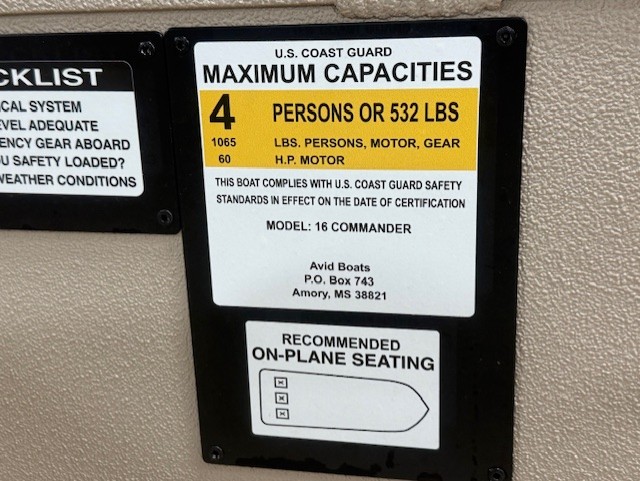 CKLIST
CAL SYSTEM
EVEL ADEQUATE
ENCY GEAR ABOARD
U SAFETY LOADED?
WEATHER CONDITIONS
U.S. COAST GUARD
MAXIMUM CAPACITIES
4 PERSONS OR 532 LBS
1065 LBS. PERSONS, MOTOR, GEAR
60 H.P. MOTOR
THIS BOAT COMPLIES WITH U.S. COAST GUARD SAFETY
STANDARDS IN EFFECT ON THE DATE OF CERTIFICATION
MODEL: 16 COMMANDER
Avid Boats
P.O. Box 743
Amory, MS 38821
RECOMMENDED
ON-PLANE SEATING